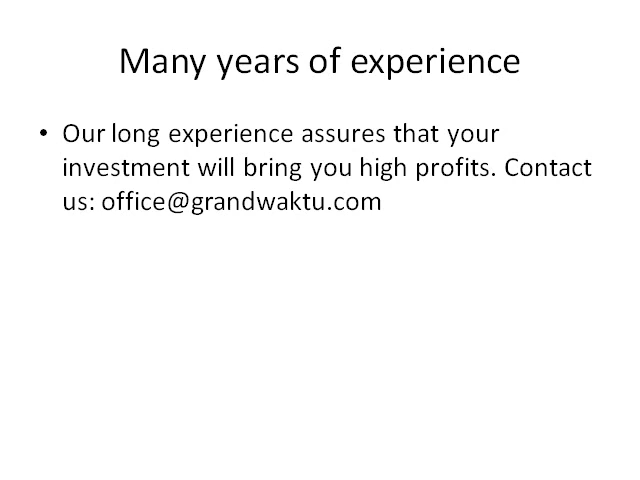 Many years of experience
• Our long experience assures that your
investment will bring you high profits. Contact
us: office@grandwaktu.com